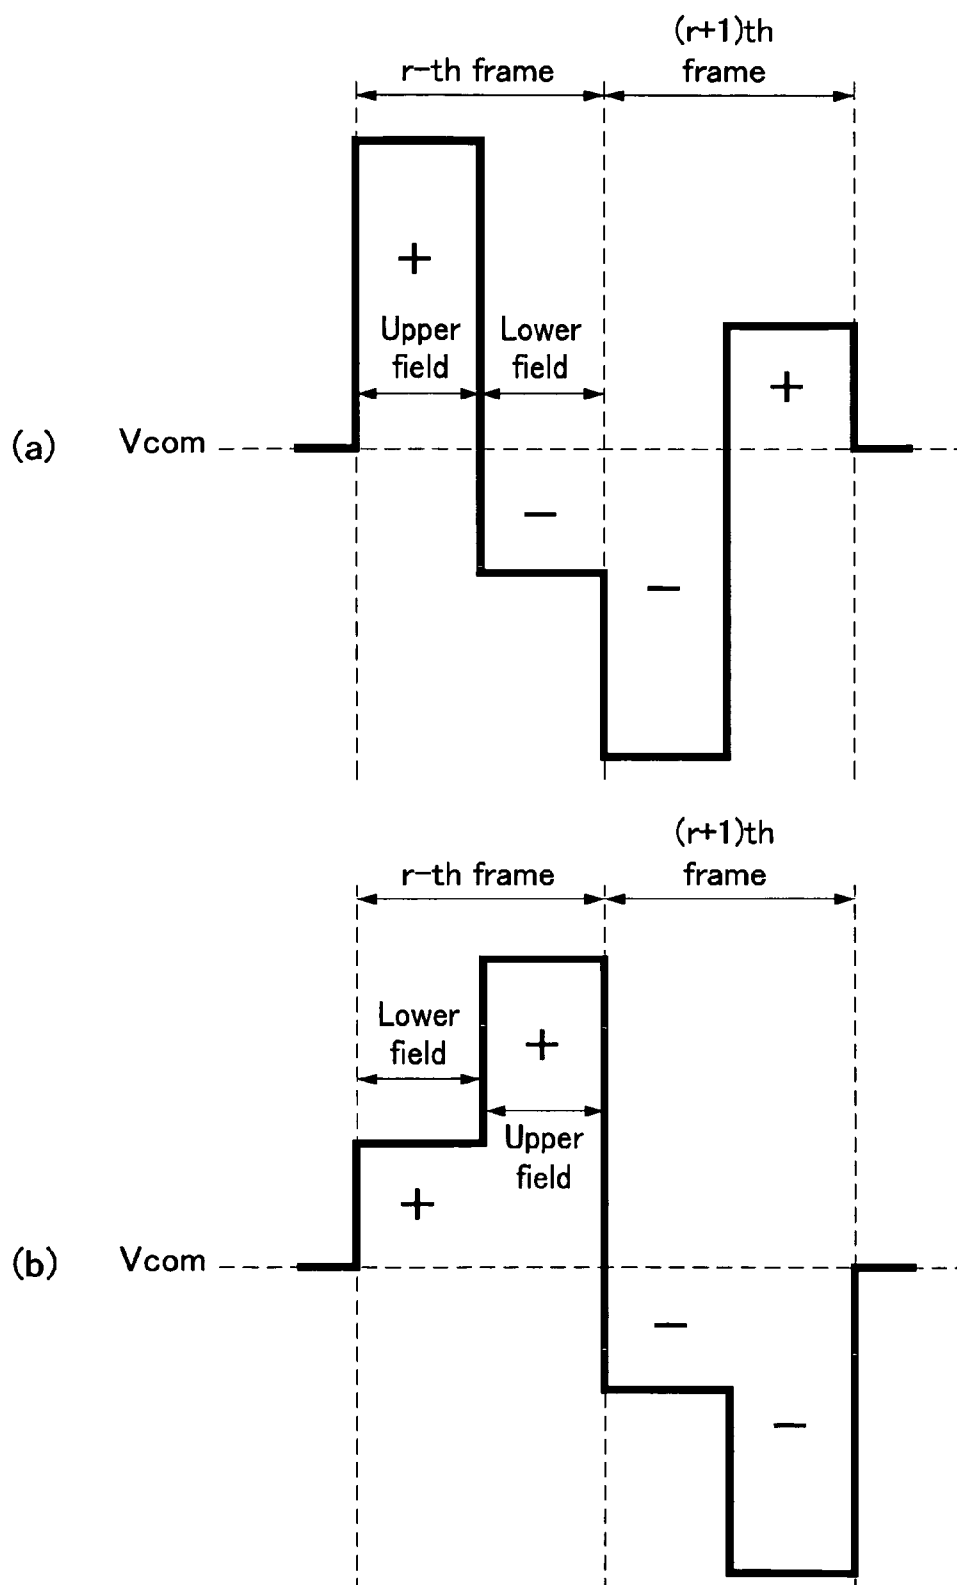 (r+1)th
r-th frame
frame
+
Upper
field
Lower
field
+
(a)
Vcom
−
−
(r+1)th
r-th frame
frame
Lower
field
+
Upper
field
+
(b)
Vcom
−
−